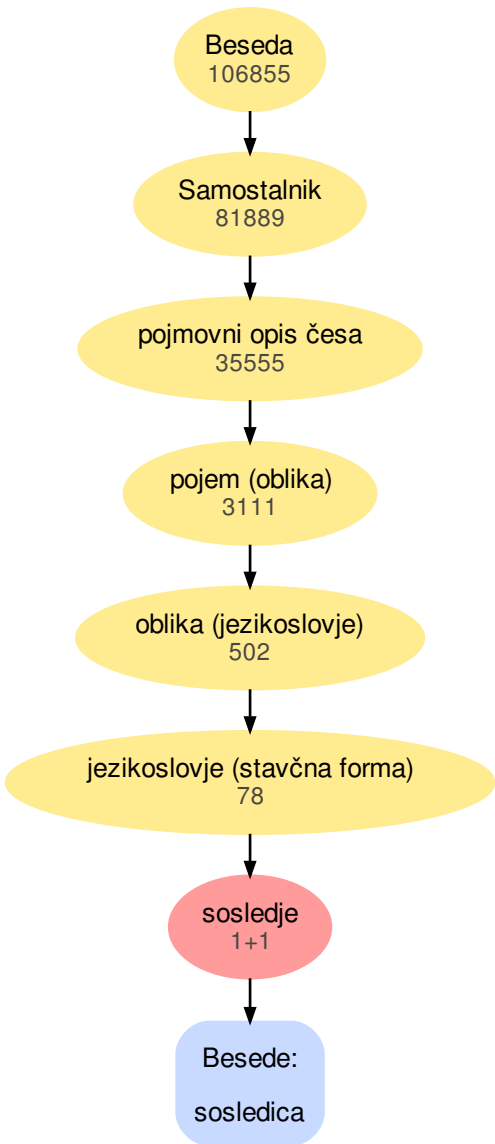 Beseda
106855
Samostalnik
81889
pojmovni opis česa
35555
pojem (oblika)
3111
oblika (jezikoslovje)
502
jezikoslovje (stavčna forma)
78
sosledje
1+1
Besede:
sosledica